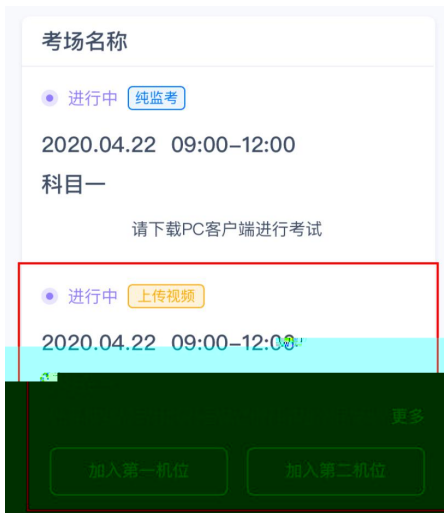 考场名称
进行中 纯监考
2020.04.22 09:00-12:00
科目一
请下载PC客户端进行考试
进行中 上传视频
2020.04.22 09:00-12:00
更多
加入第一机位 加入第二机位